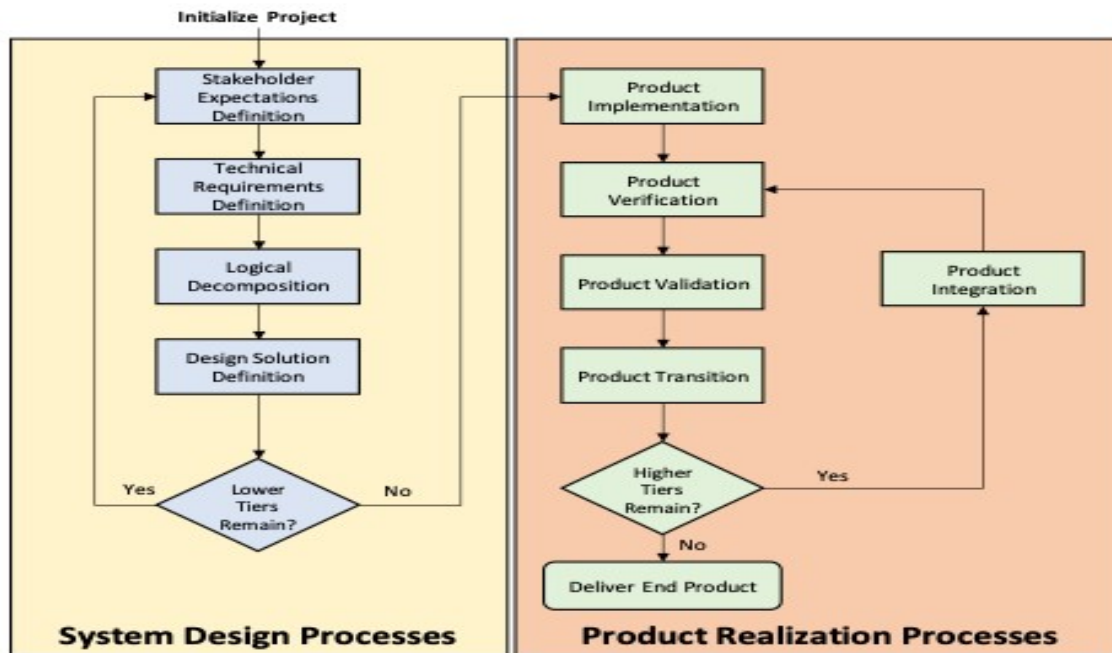 Initialize Project
Stakeholder
Expectations
Definition
Technical
Requirements
Definition
Logical
Decomposition
Design Solution
Definition
Yes
Lower
Tiers
Remain?
No
System Design Processes
Product
Implementation
Product
Verification
Product Validation
Product Transition
Product
Integration
Higher
Tiers
Remain?
Yes
No
Deliver End Product
Product Realization Processes